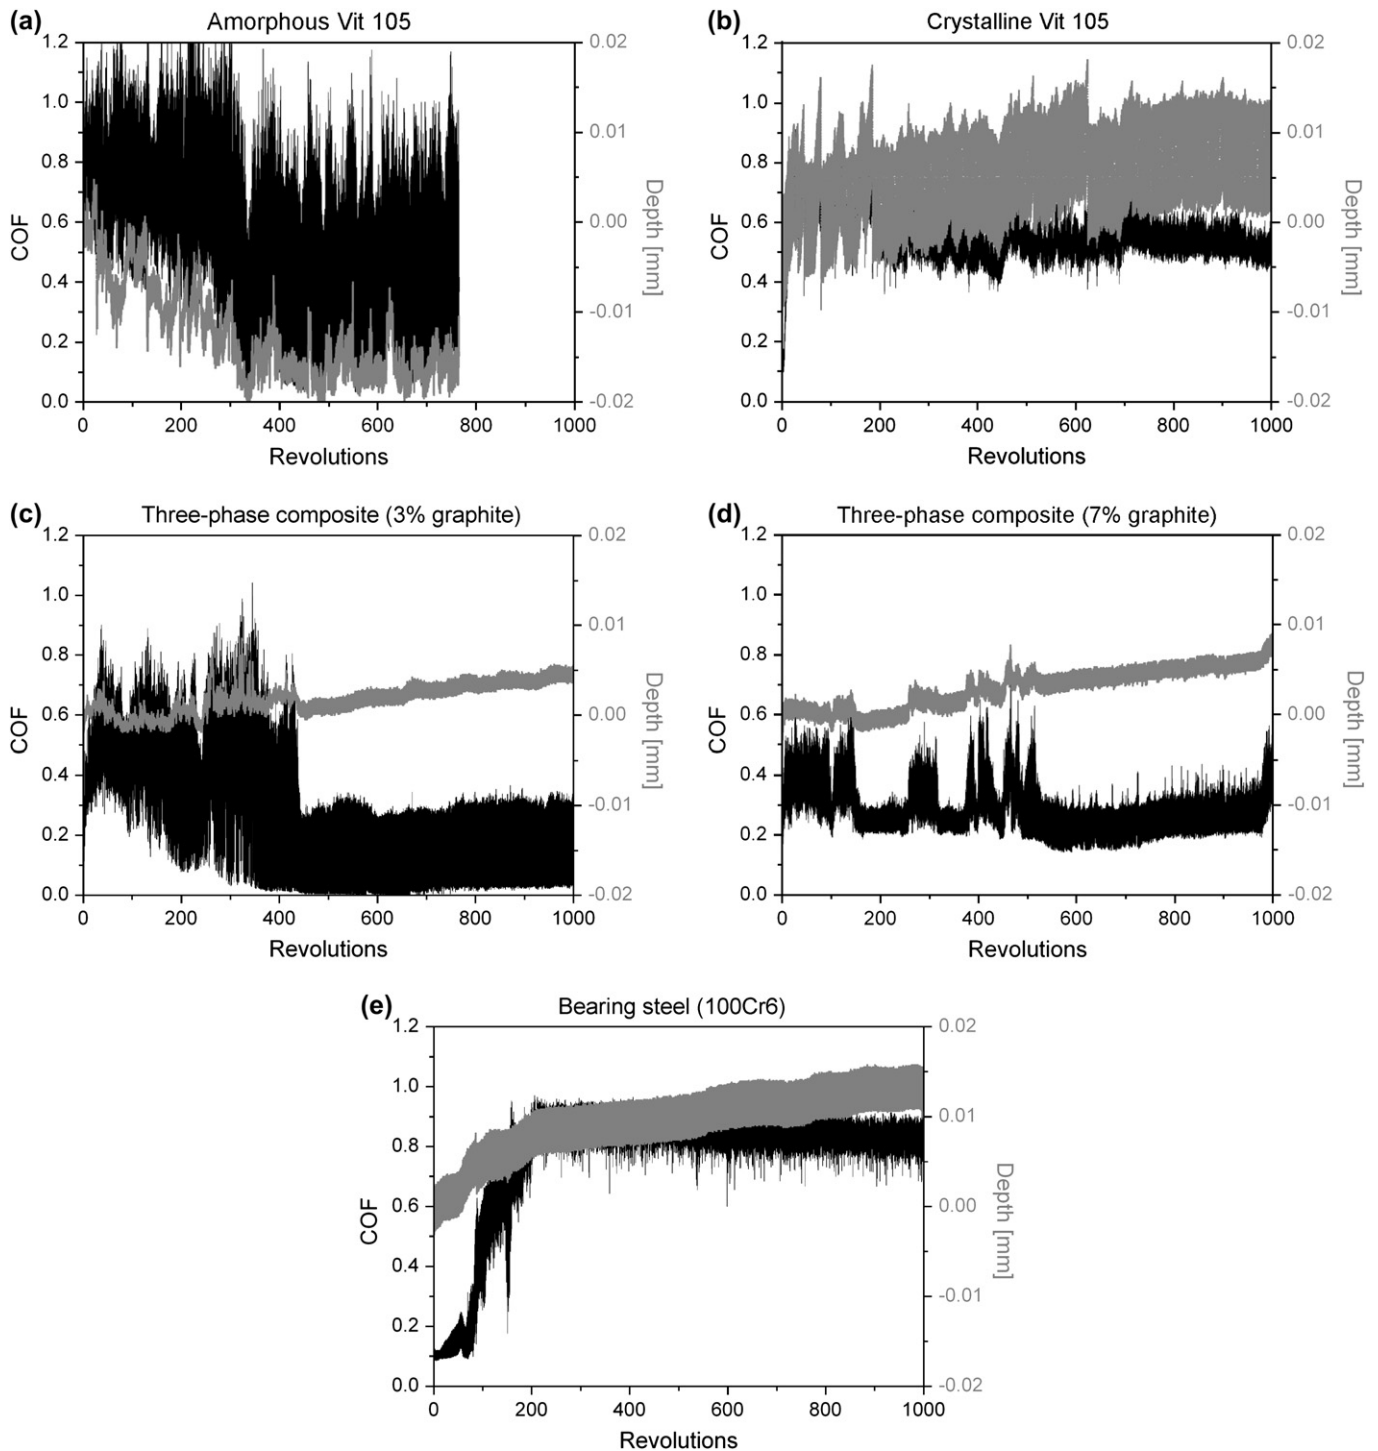 (a) Amorphous Vit 105
1.2
1.0
0.8
0.6
0.4
0.2
0.0
COF
0.02
0.01
0.00
-0.01
-0.02
Depth [mm]
0 200 400 600 800 1000
Revolutions
(b) Crystalline Vit 105
1.2
1.0
0.8
0.6
0.4
0.2
0.0
COF
0.02
0.01
0.00
-0.01
-0.02
Depth [mm]
0 200 400 600 800 1000
Revolutions
(c) Three-phase composite (3% graphite)
1.2
1.0
0.8
0.6
0.4
0.2
0.0
COF
0.02
0.01
0.00
-0.01
-0.02
Depth [mm]
0 200 400 600 800 1000
Revolutions
(d) Three-phase composite (7% graphite)
1.2
1.0
0.8
0.6
0.4
0.2
0.0
COF
0.02
0.01
0.00
-0.01
-0.02
Depth [mm]
0 200 400 600 800 1000
Revolutions
(e) Bearing steel (100Cr6)
1.2
1.0
0.8
0.6
0.4
0.2
0.0
COF
0.02
0.01
0.00
-0.01
-0.02
Depth [mm]
0 200 400 600 800 1000
Revolutions